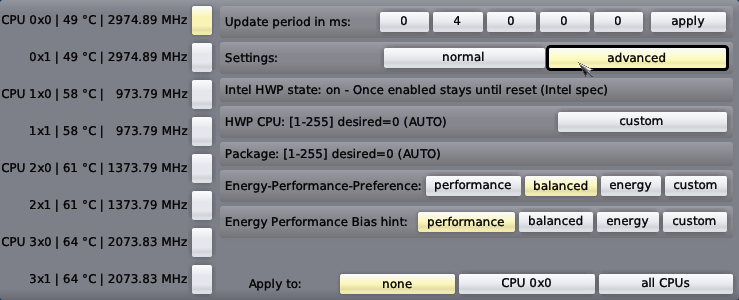 CPU 0x0 | 49 °C | 2974.89 MHz
0x1 | 49 °C | 2974.89 MHz
CPU 1x0 | 58 °C | 973.79 MHz
1x1 | 58 °C | 973.79 MHz
CPU 2x0 | 61 °C | 1373.79 MHz
2x1 | 61 °C | 1373.79 MHz
CPU 3x0 | 64 °C | 2073.83 MHz
3x1 | 64 °C | 2073.83 MHz
Update period in ms: 0 4 0 0 0 apply
Settings: normal advanced
Intel HWP state: on - Once enabled stays until reset (Intel spec)
HWP CPU: [1-255] desired=0 (AUTO) custom
Package: [1-255] desired=0 (AUTO)
Energy-Performance-Preference: performance balanced energy custom
Energy Performance Bias hint: performance balanced energy custom
Apply to: none CPU 0x0 all CPUs